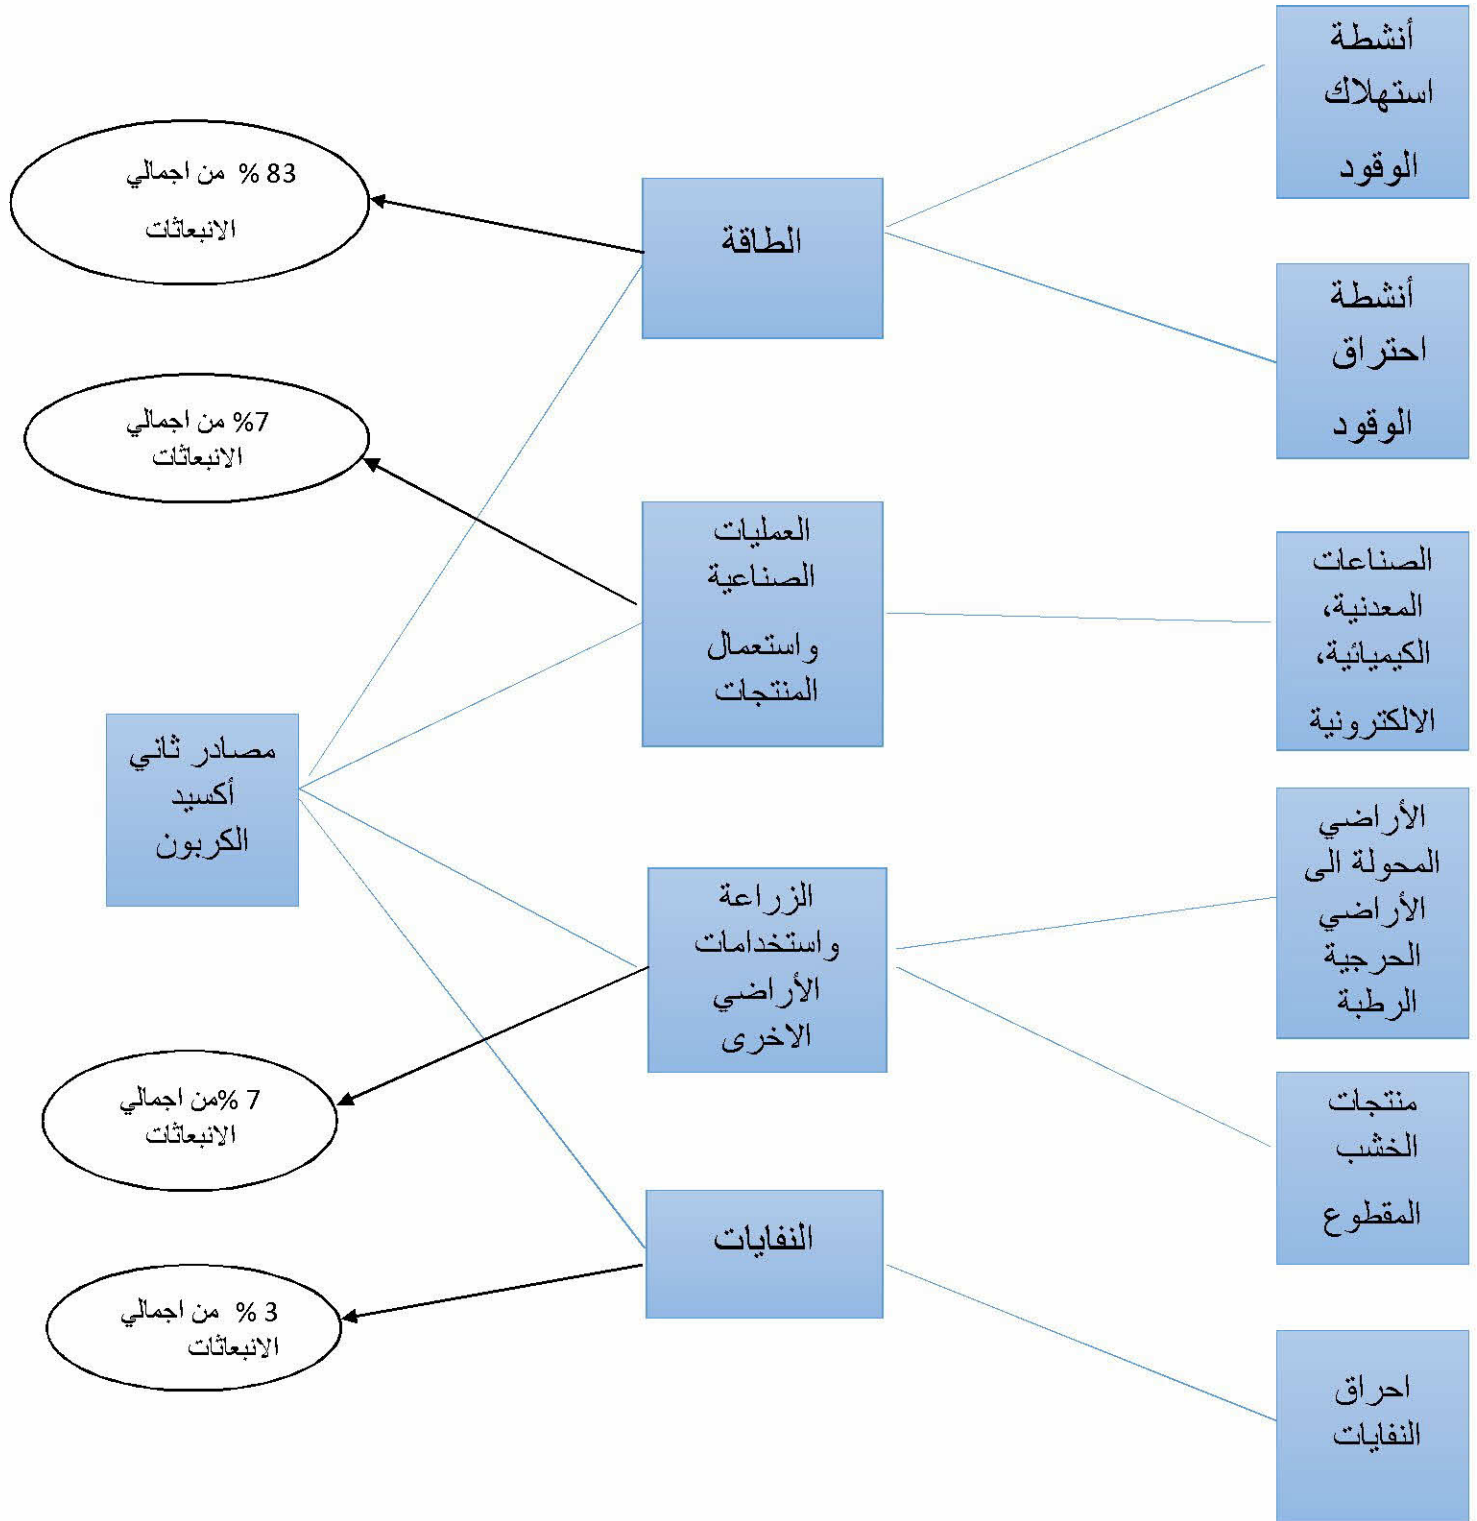 أنشطة
استهلاك
الوقود
83 % من اجمالي
الانبعاثات
الطاقة
أنشطة
احتراق
الوقود
7% من اجمالي
الانبعاثات
العمليات
الصناعية
واستعمال
المنتجات
الصناعات
المعدنية،
الكيميائية،
الالكترونية
مصادر ثاني
أكسيد
الكربون
الأراضي
المحولة الى
الأراضي
الحرجية
الرطبة
الزراعة
واستخدامات
الأراضي
الاخرى
7 %من اجمالي
الانبعاثات
منتجات
الخشب
المقطوع
النفايات
3 % من اجمالي
الانبعاثات
احراق
النفايات